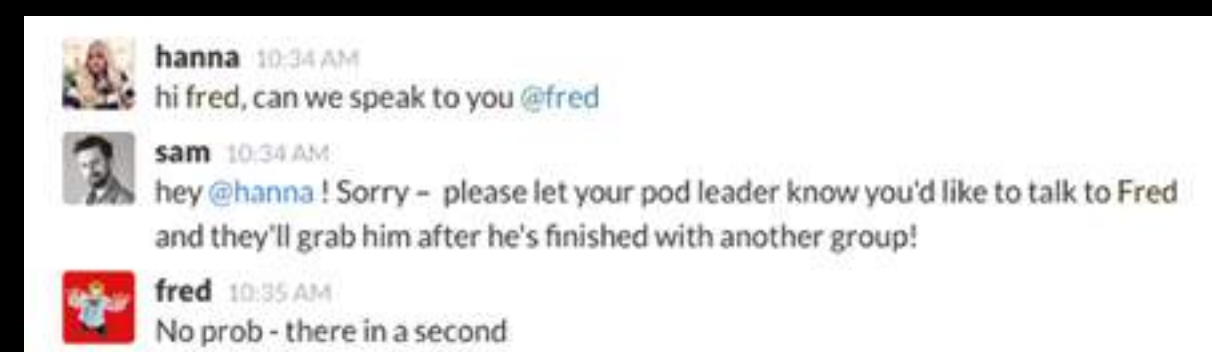 hanna 10:34 AM
hi fred, can we speak to you @fred
sam 10:34 AM
hey @hanna ! Sorry – please let your pod leader know you'd like to talk to Fred
and they'll grab him after he's finished with another group!
fred 10:35 AM
No prob - there in a second